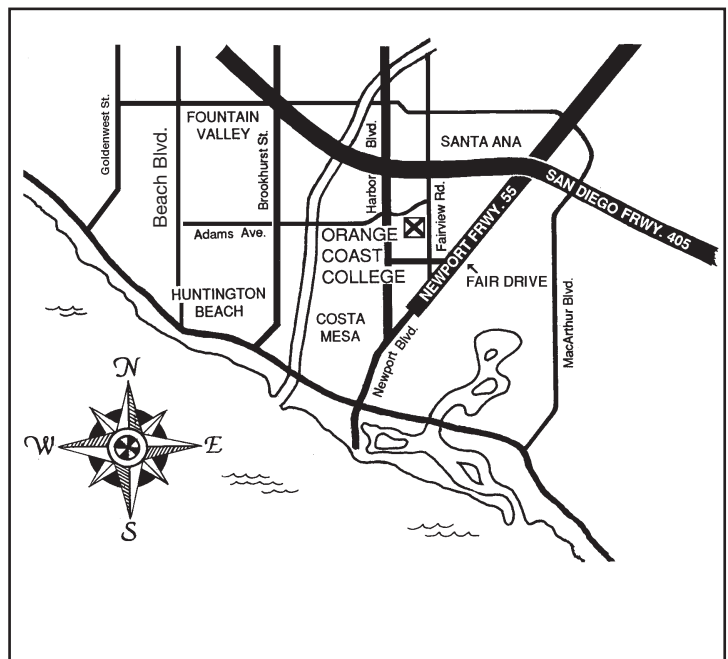 Goldenwest St.
Beach Blvd.
FOUNTAIN
VALLEY
Brookhurst St.
Harbor Blvd.
SANTA ANA
Fairview Rd.
NEWPORT FRWY. 55
SAN DIEGO FRWY. 405
Adams Ave.
ORANGE
COAST
COLLEGE
FAIR DRIVE
HUNTINGTON
BEACH
COSTA
MESA
Newport Blvd.
MacArthur Blvd.
N
W
E
S